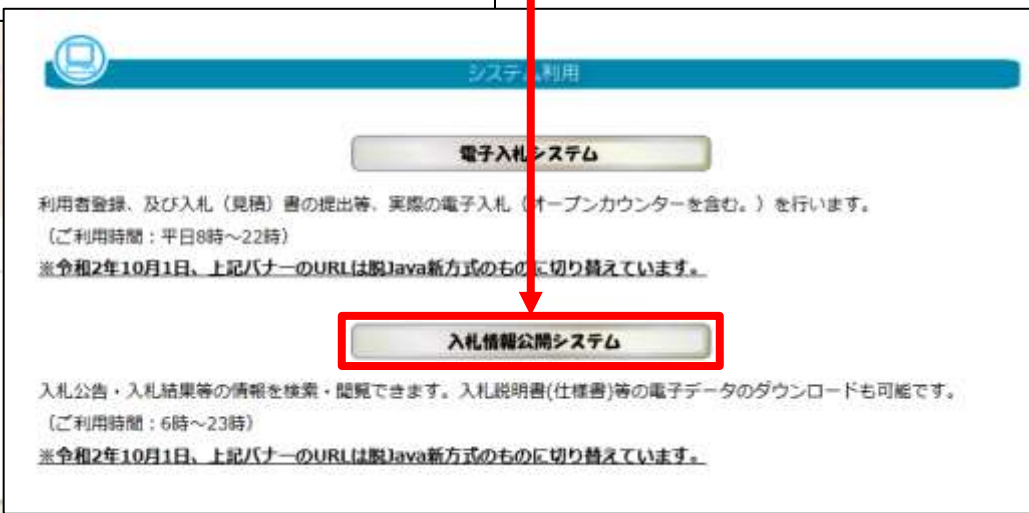 システム利用
電子入札システム
利用者登録、及び入札（見積）書の提出等、実際の電子入札（オープンカウンターを含む。）を行います。
（ご利用時間：平日8時～22時）
※令和2年10月1日、上記バナーのURLは脱Java新方式のものに切り替えています。
入札情報公開システム
入札公告・入札結果等の情報を検索・閲覧できます。入札説明書(仕様書)等の電子データのダウンロードも可能です。
（ご利用時間：6時～23時）
※令和2年10月1日、上記バナーのURLは脱Java新方式のものに切り替えています。